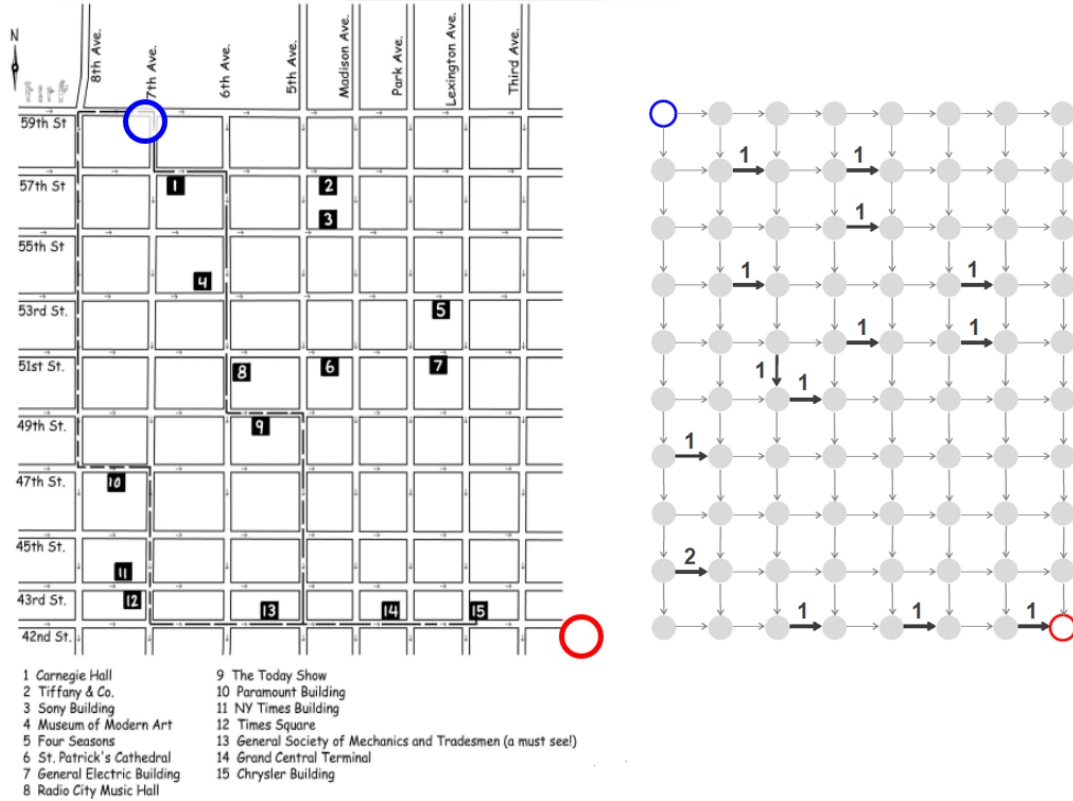 N
8th Ave.
7th Ave.
6th Ave.
5th Ave.
Madison Ave.
Park Ave.
Lexington Ave.
Third Ave.
59th St
57th St
1
2
3
55th St
4
53rd St.
5
51st St.
8
6
7
49th St.
9
47th St.
10
45th St.
11
43rd St.
12
13
14
15
42nd St.
1 Carnegie Hall
2 Tiffany & Co.
3 Sony Building
4 Museum of Modern Art
5 Four Seasons
6 St. Patrick's Cathedral
7 General Electric Building
8 Radio City Music Hall
9 The Today Show
10 Paramount Building
11 NY Times Building
12 Times Square
13 General Society of Mechanics and Tradesmen (a must see!)
14 Grand Central Terminal
15 Chrysler Building
1 1
1
1 1
1 1
1 1
1
2
1 1 1